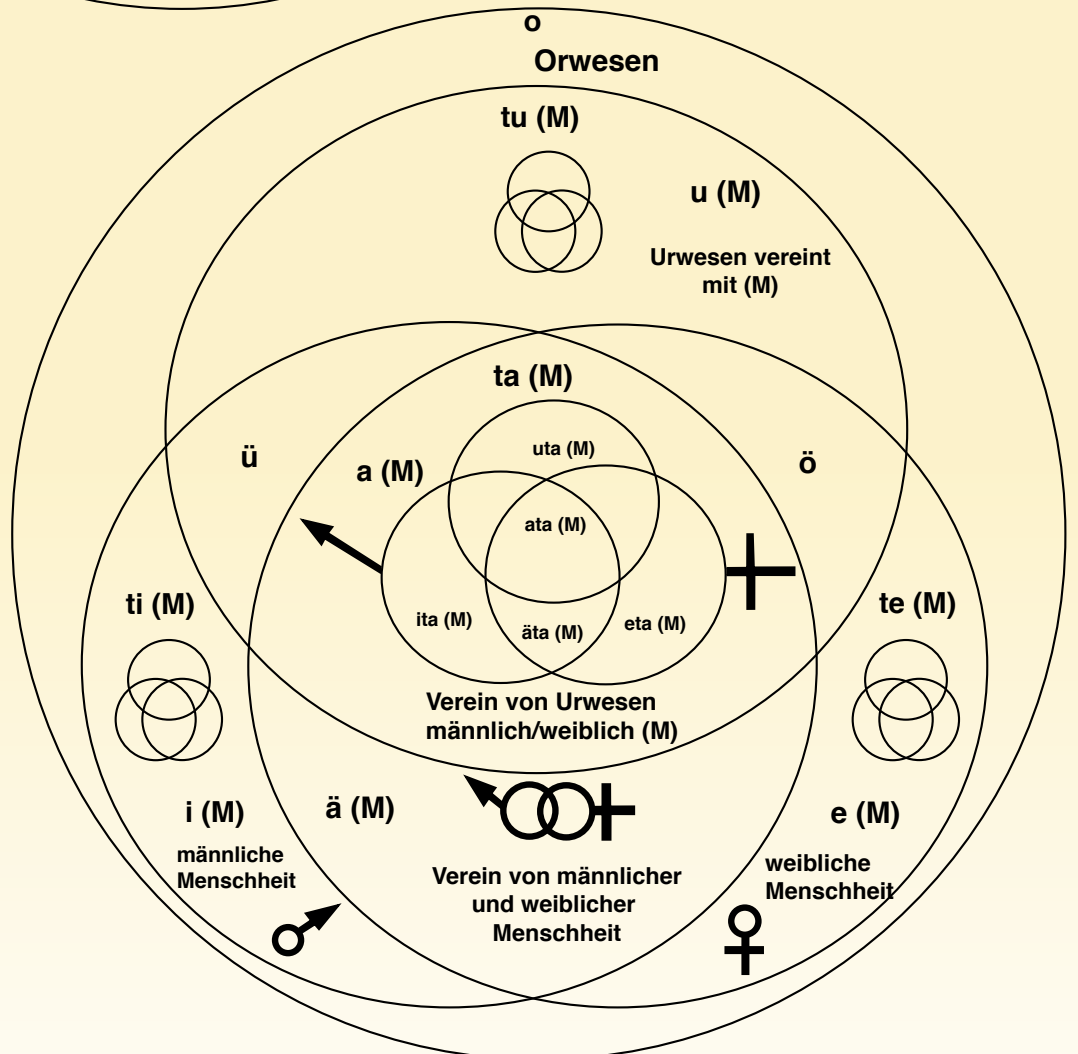 o
Orwesen
tu (M)
u (M)
Urwesen vereint
mit (M)
ta (M)
uta (M)
ü
a (M)
ö
ata (M)
ti (M)
te (M)
ita (M)
äta (M)
eta (M)
Verein von Urwesen
männlich/weiblich (M)
i (M)
ä (M)
e (M)
männliche
Menschheit
weibliche
Menschheit
Verein von männlicher
und weiblicher
Menschheit